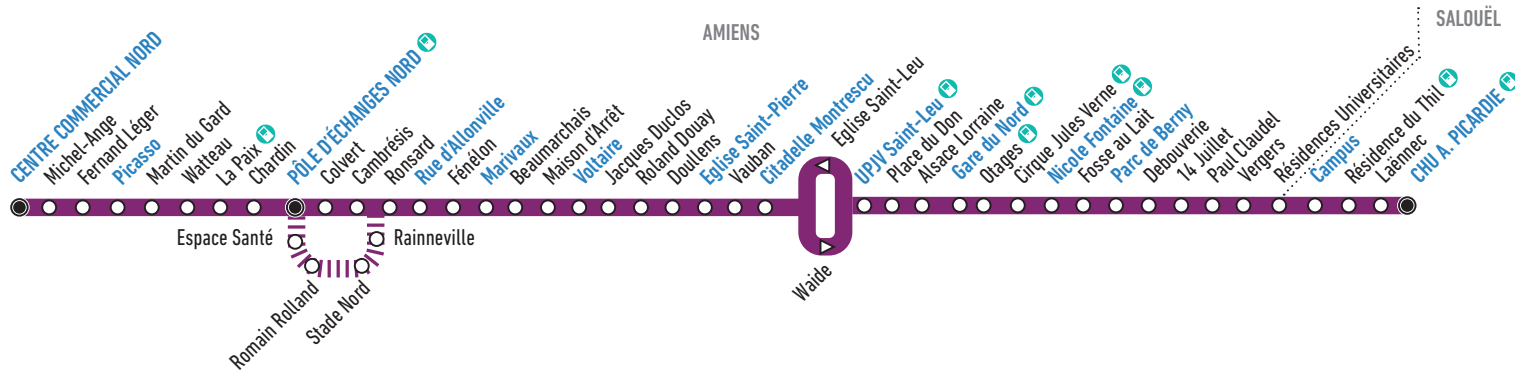 AMIENS
SALOUËL
CENTRE COMMERCIAL NORD
Michel-Ange
Fernand Léger
Picasso
Martin du Gard
Watteau
La Paix
Chardin
PÔLE D'ÉCHANGES NORD
Colvert
Cambrésis
Ronsard
Rue d'Allonville
Fénélon
Marivaux
Beaumarchais
Maison d'Arrêt
Voltaire
Jacques Duclos
Roland Douay
Doullens
Eglise Saint-Pierre
Vauban
Citadelle Montrescu
Eglise Saint-Leu
UPJV Saint-Leu
Place du Don
Alsace Lorraine
Gare du Nord
Otages
Cirque Jules Verne
Nicole Fontaine
Fosse au Lait
Parc de Berny
Debouverie
14 Juillet
Paul Claudel
Vergers
Résidences Universitaires
Campus
Résidence du Thil
Laënnec
CHU A. PICARDIE
Espace Santé
Rainneville
Romain Rolland
Stade Nord
Waide